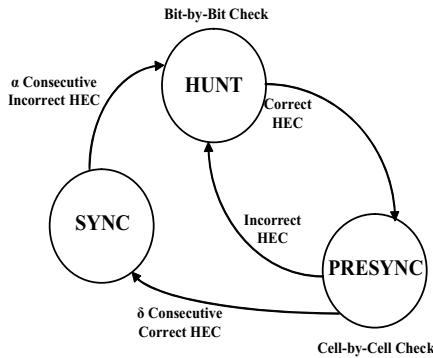 Bit-by-Bit Check
HUNT
α Consecutive
Incorrect HEC
Correct
HEC
SYNC
Incorrect
HEC
PRESYNC
δ Consecutive
Correct HEC
Cell-by-Cell Check